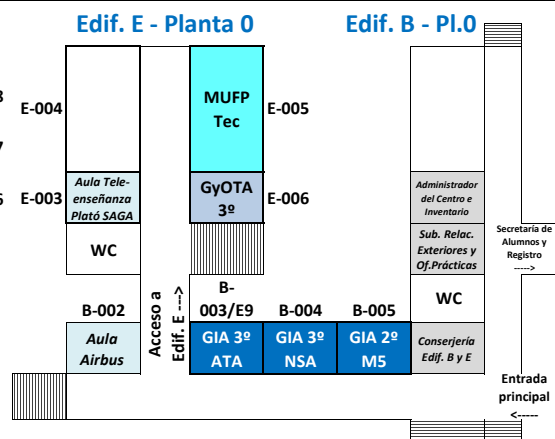 Edif. E - Planta 0
Edif. B - Pl.0
E-004
MUFP
Tec
E-005
E-003
Aula Tele-
enseñanza
Plató SAGA
GyOTA
3º
E-006
Administrador
del Centro e
Inventario
WC
Sub. Relac.
Exteriores y
Of.Prácticas
Secretaría de
Alumnos y
Registro
----->
B-002
Acceso a
Edif. E --->
B-
003/E9
B-004
B-005
WC
Aula
Airbus
GIA 3º
ATA
GIA 3º
NSA
GIA 2º
M5
Conserjería
Edif. B y E
Entrada
principal
<-----